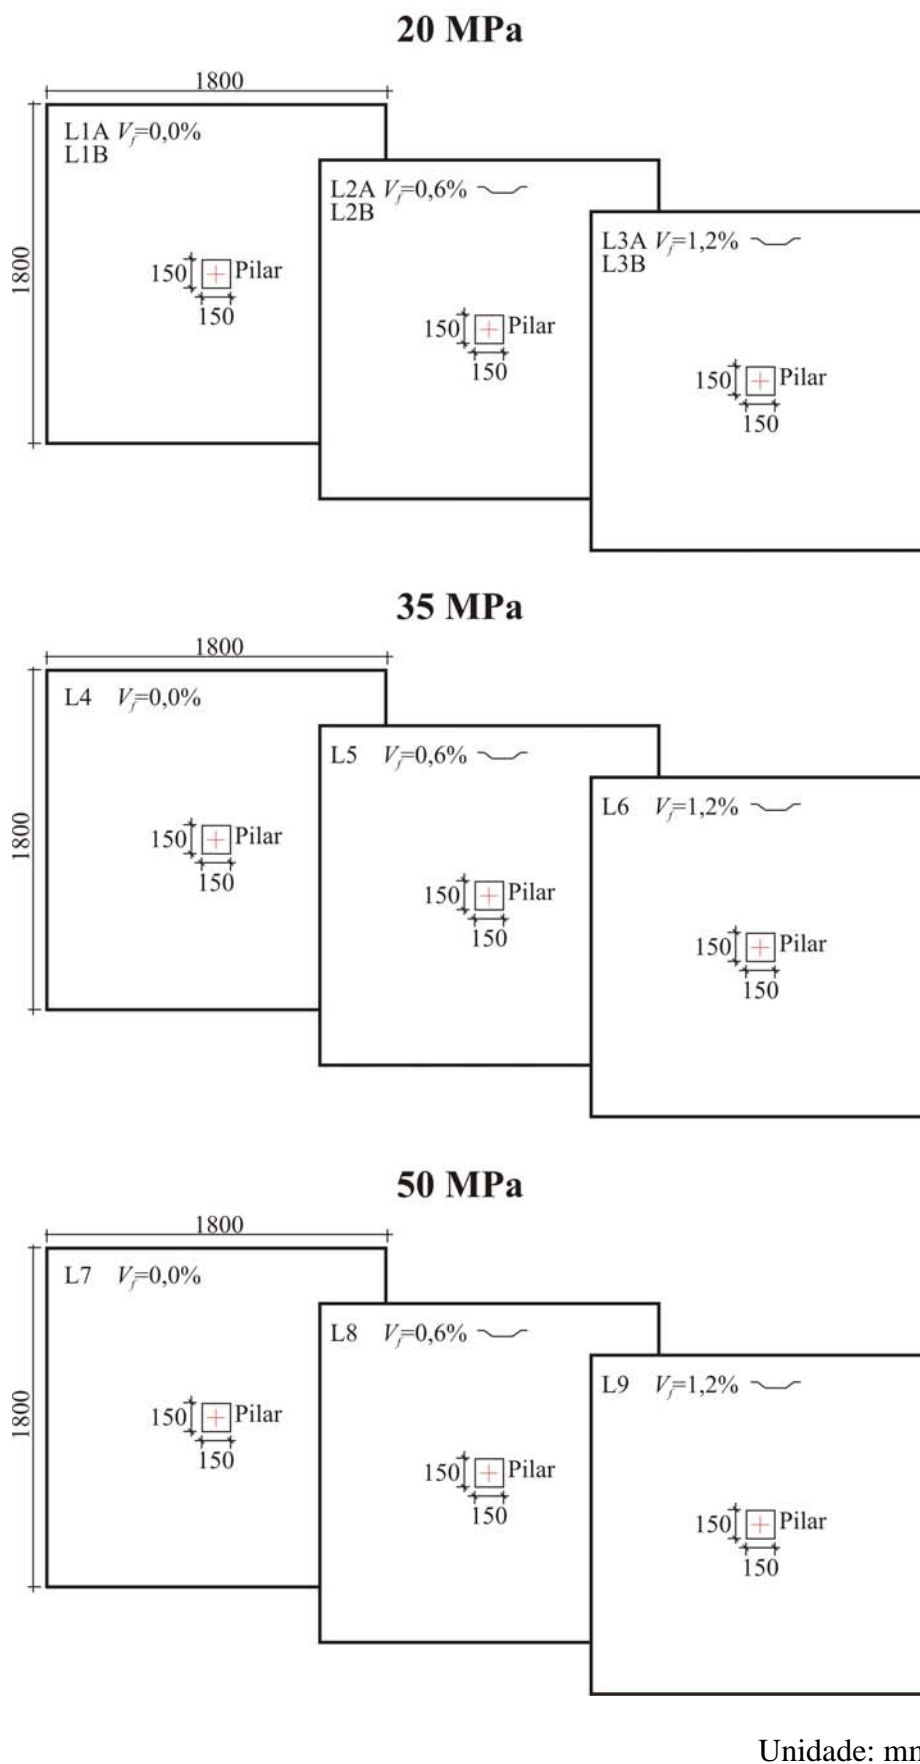 20 MPa
1800
1800
L1A V_f=0,0%
L1B
150
Pilar
150
L2A V_f=0,6%
L2B
150
Pilar
150
L3A V_f=1,2%
L3B
150
Pilar
150
35 MPa
1800
1800
L4 V_f=0,0%
150
Pilar
150
L5 V_f=0,6%
150
Pilar
150
L6 V_f=1,2%
150
Pilar
150
50 MPa
1800
1800
L7 V_f=0,0%
150
Pilar
150
L8 V_f=0,6%
150
Pilar
150
L9 V_f=1,2%
150
Pilar
150
Unidade: